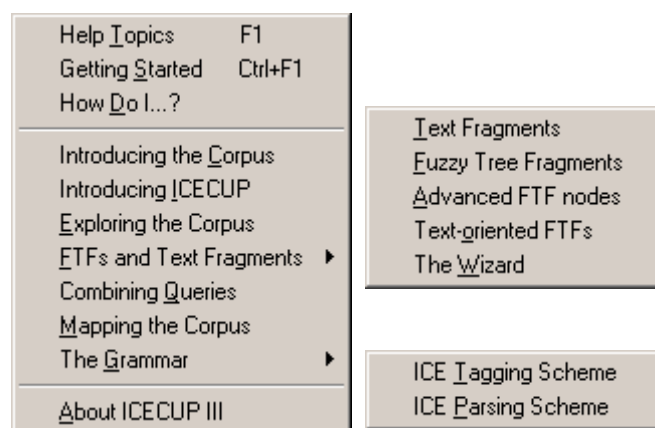 Help Topics F1
Getting Started Ctrl+F1
How Do I...?
Introducing the Corpus
Introducing ICECUP
Exploring the Corpus
FTFs and Text Fragments
Combining Queries
Mapping the Corpus
The Grammar
About ICECUP III
Text Fragments
Fuzzy Tree Fragments
Advanced FTF nodes
Text-oriented FTFs
The Wizard
ICE Tagging Scheme
ICE Parsing Scheme